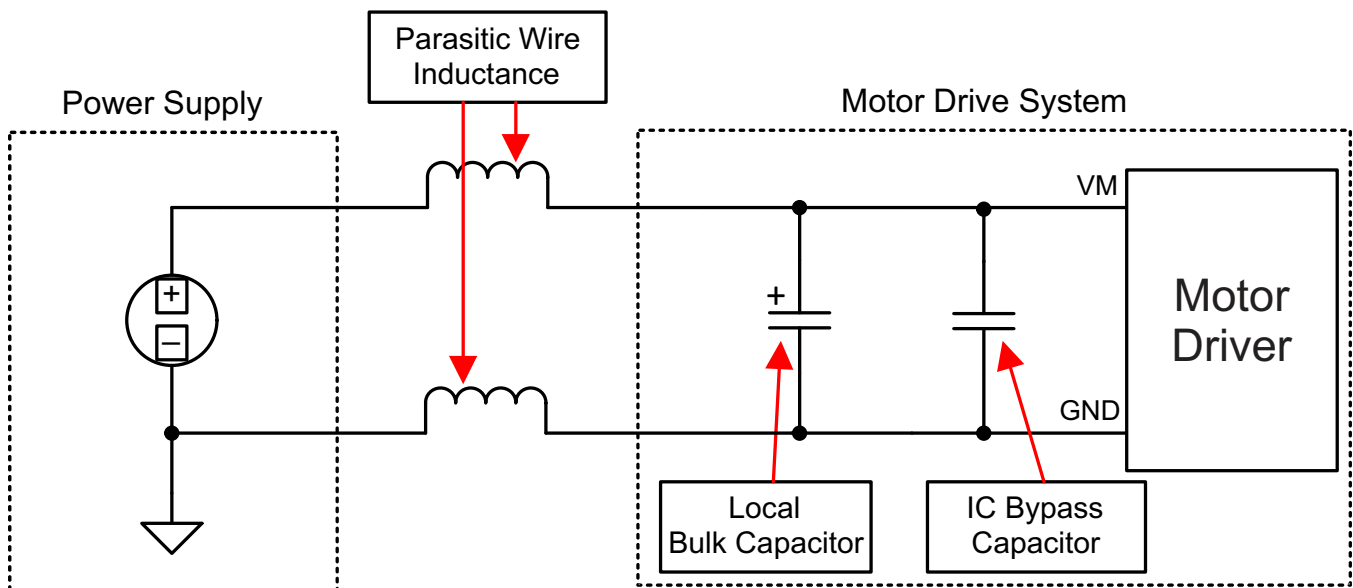 Parasitic Wire
Inductance
Power Supply
Motor Drive System
VM
+
–
+
Motor
Driver
GND
Local
Bulk Capacitor
IC Bypass
Capacitor